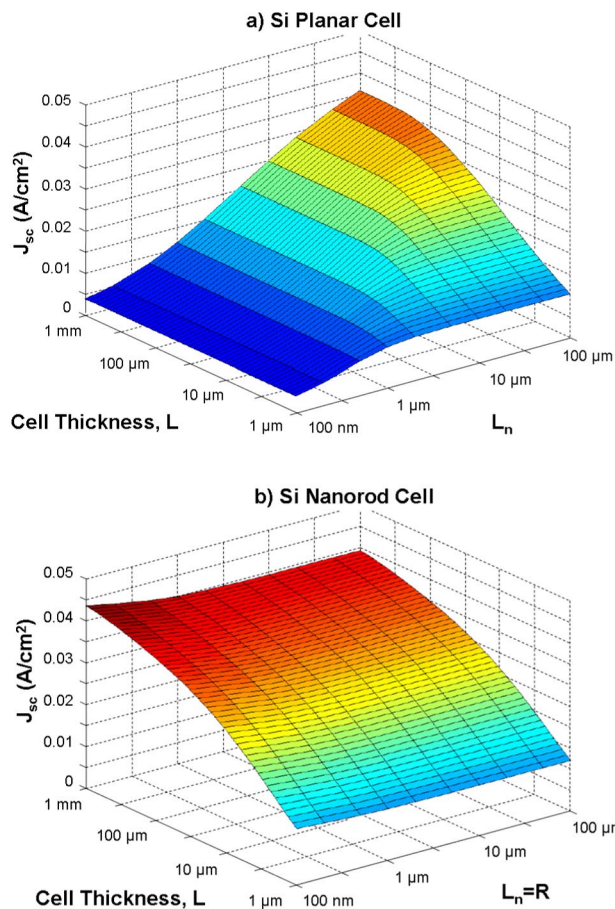 a) Si Planar Cell
0.05
0.04
0.03
0.02
0.01
0
J_sc (A/cm²)
1 mm
100 µm
10 µm
1 µm
Cell Thickness, L
100 nm
1 µm
10 µm
100 µm
L_n
b) Si Nanorod Cell
0.05
0.04
0.03
0.02
0.01
0
J_sc (A/cm²)
1 mm
100 µm
10 µm
1 µm
Cell Thickness, L
100 nm
1 µm
10 µm
100 µm
L_n=R